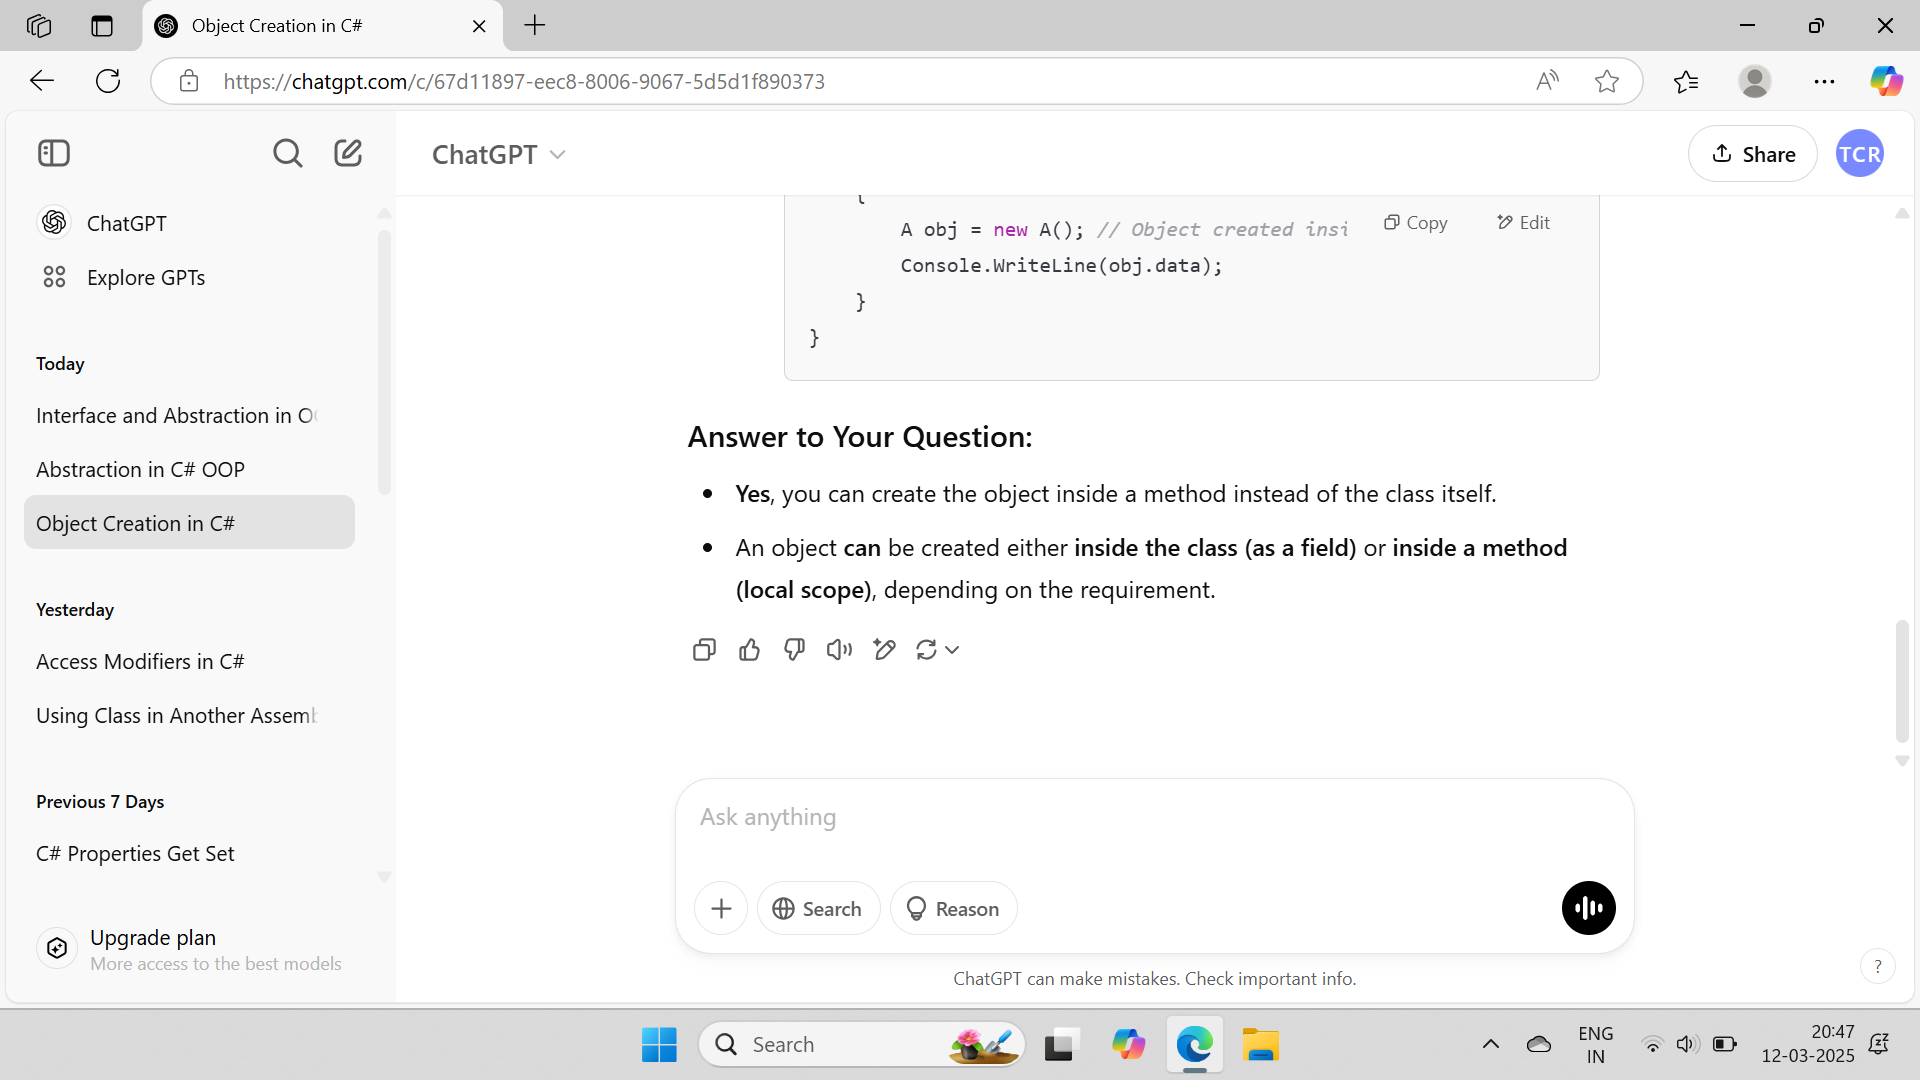 Object Creation in C#
https://chatgpt.com/c/67d11897-eec8-8006-9067-5d5d1f890373
ChatGPT
Share
TCR
ChatGPT
Explore GPTs
Today
Interface and Abstraction in O
Abstraction in C# OOP
Object Creation in C#
Yesterday
Access Modifiers in C#
Using Class in Another Assemb
Previous 7 Days
C# Properties Get Set
Upgrade plan
More access to the best models
{
A obj = new A(); // Object created insi
Copy
Edit
Console.WriteLine(obj.data);
}
}
Answer to Your Question:
• Yes, you can create the object inside a method instead of the class itself.
• An object can be created either inside the class (as a field) or inside a method
(local scope), depending on the requirement.
Ask anything
Search
Reason
ChatGPT can make mistakes. Check important info.
?
Search
ENG
IN
20:47
12-03-2025